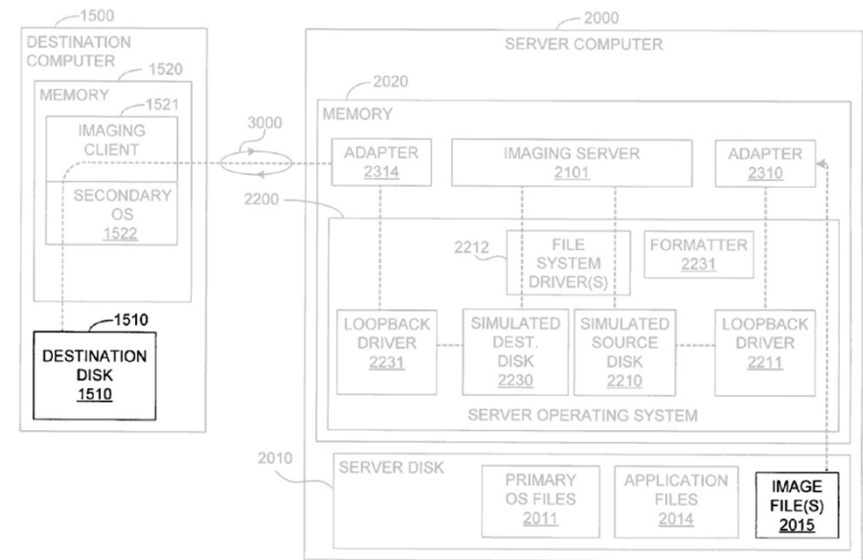 1500
DESTINATION
COMPUTER
1520
MEMORY
1521
IMAGING
CLIENT
SECONDARY
OS
1522
1510
DESTINATION
DISK
1510
3000
2000
SERVER COMPUTER
2020
MEMORY
ADAPTER
2314
IMAGING SERVER
2101
ADAPTER
2310
2200
2212
FILE
SYSTEM
DRIVER(S)
FORMATTER
2231
LOOPBACK
DRIVER
2231
SIMULATED
DEST.
DISK
2230
SIMULATED
SOURCE
DISK
2210
LOOPBACK
DRIVER
2211
SERVER OPERATING SYSTEM
2010
SERVER DISK
PRIMARY
OS FILES
2011
APPLICATION
FILES
2014
IMAGE
FILE(S)
2015